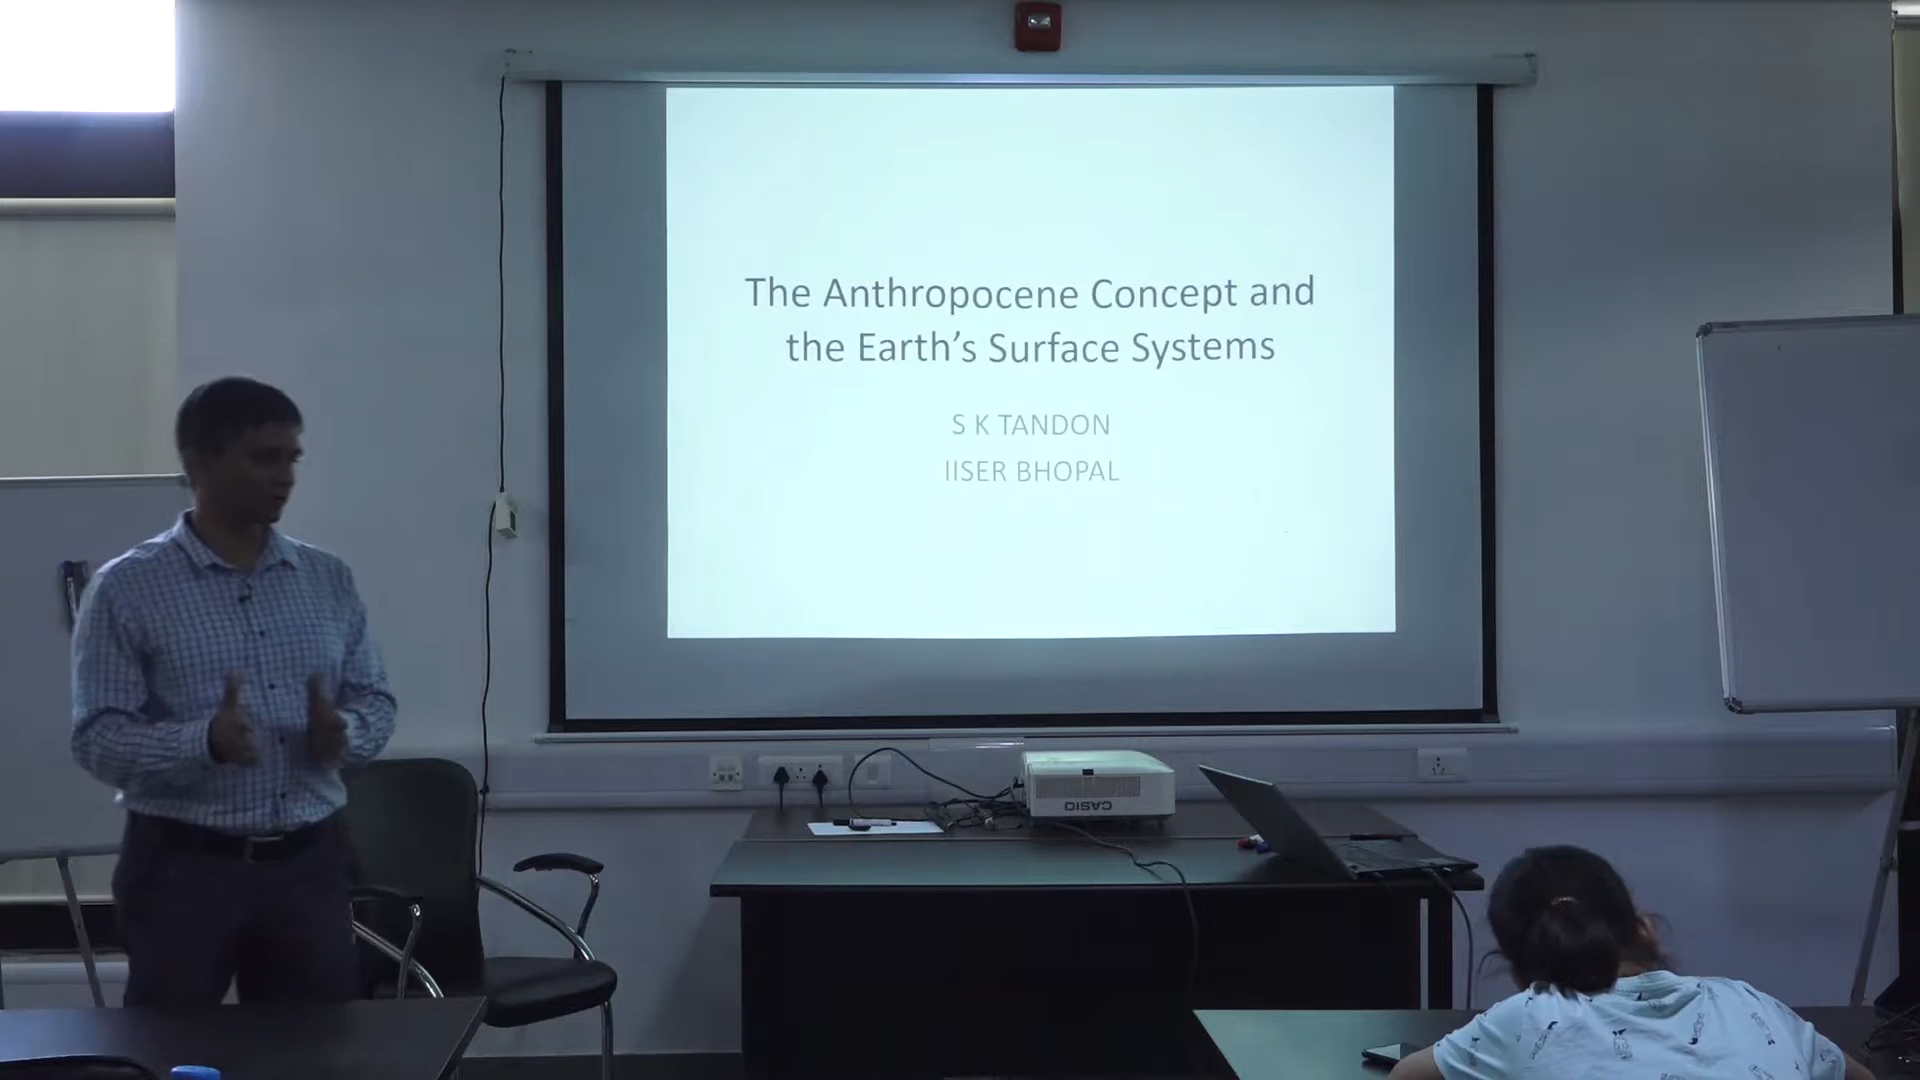 The Anthropocene Concept and
the Earth's Surface Systems
S K TANDON
IISER BHOPAL
CASIO